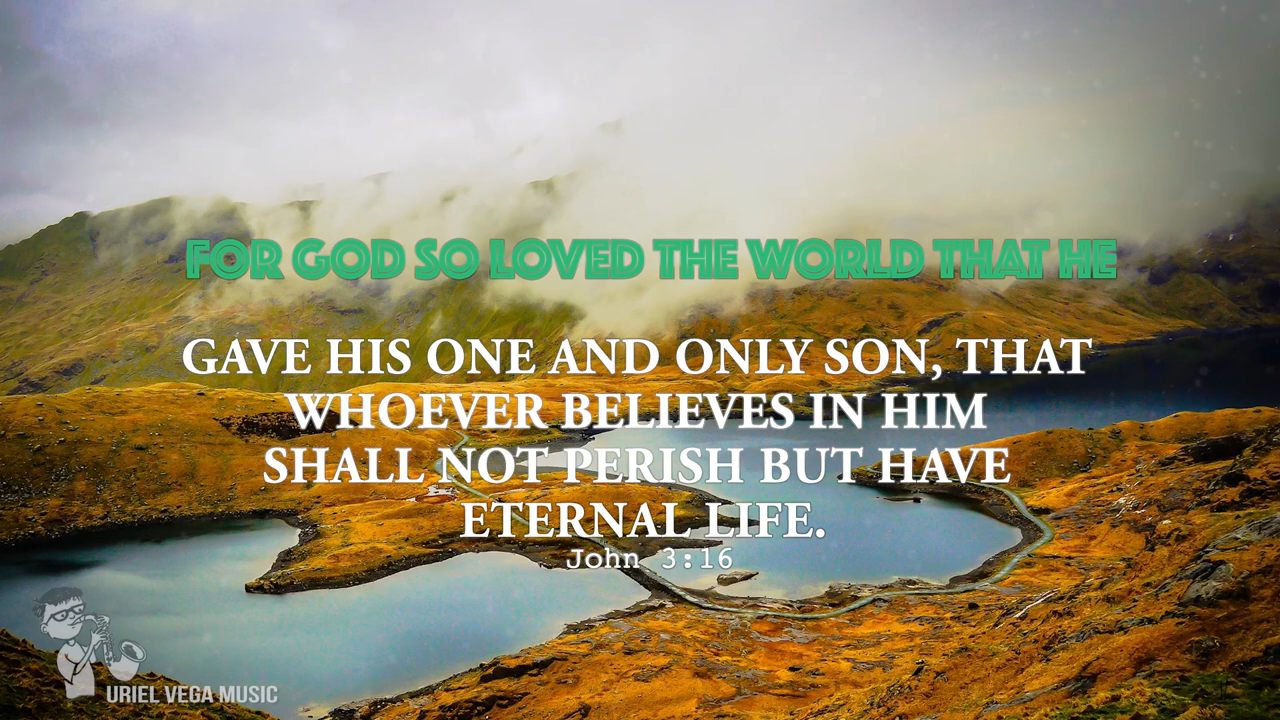 FOR GOD SO LOVED THE WORLD THAT HE
GAVE HIS ONE AND ONLY SON, THAT
WHOEVER BELIEVES IN HIM
SHALL NOT PERISH BUT HAVE
ETERNAL LIFE.
John 3:16
URIEL VEGA MUSIC